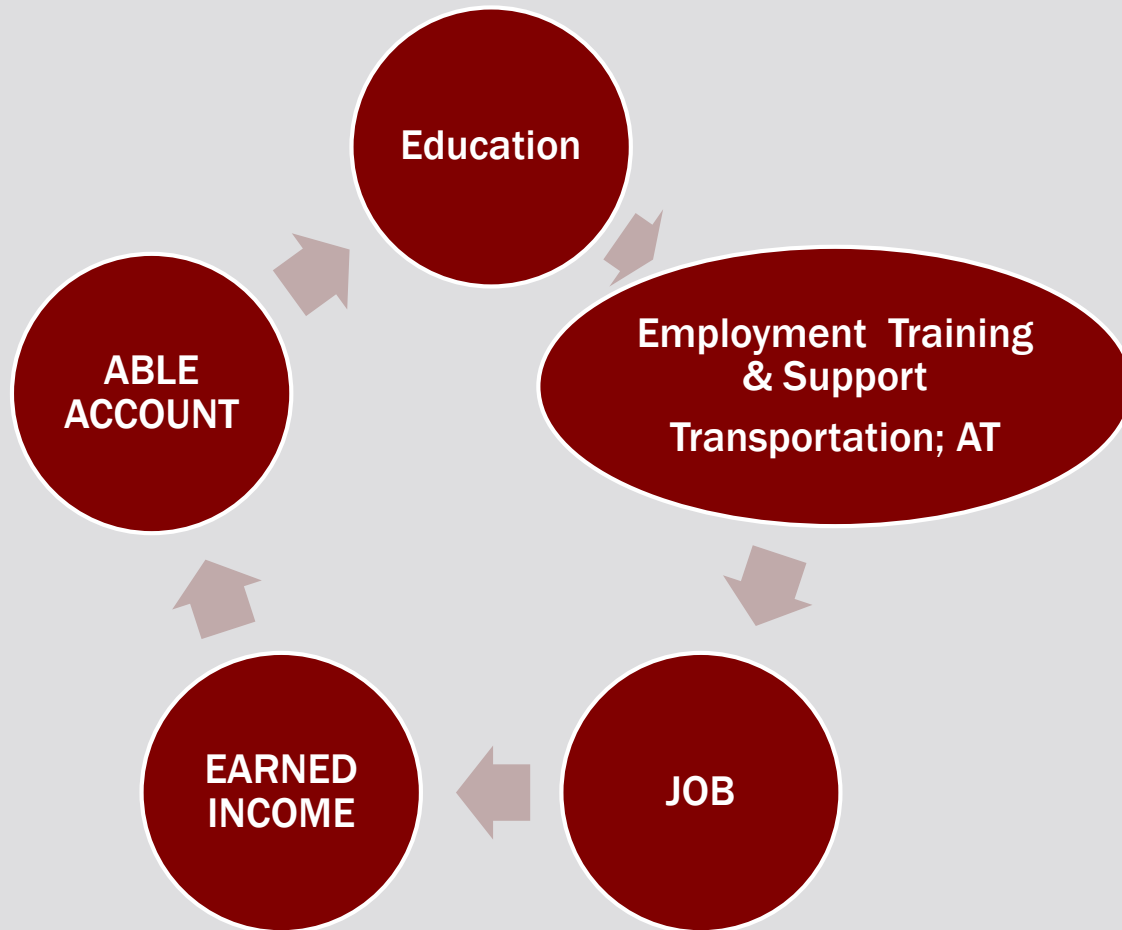 Education
Employment  Training
& Support
Transportation; AT
JOB
EARNED
INCOME
ABLE
ACCOUNT